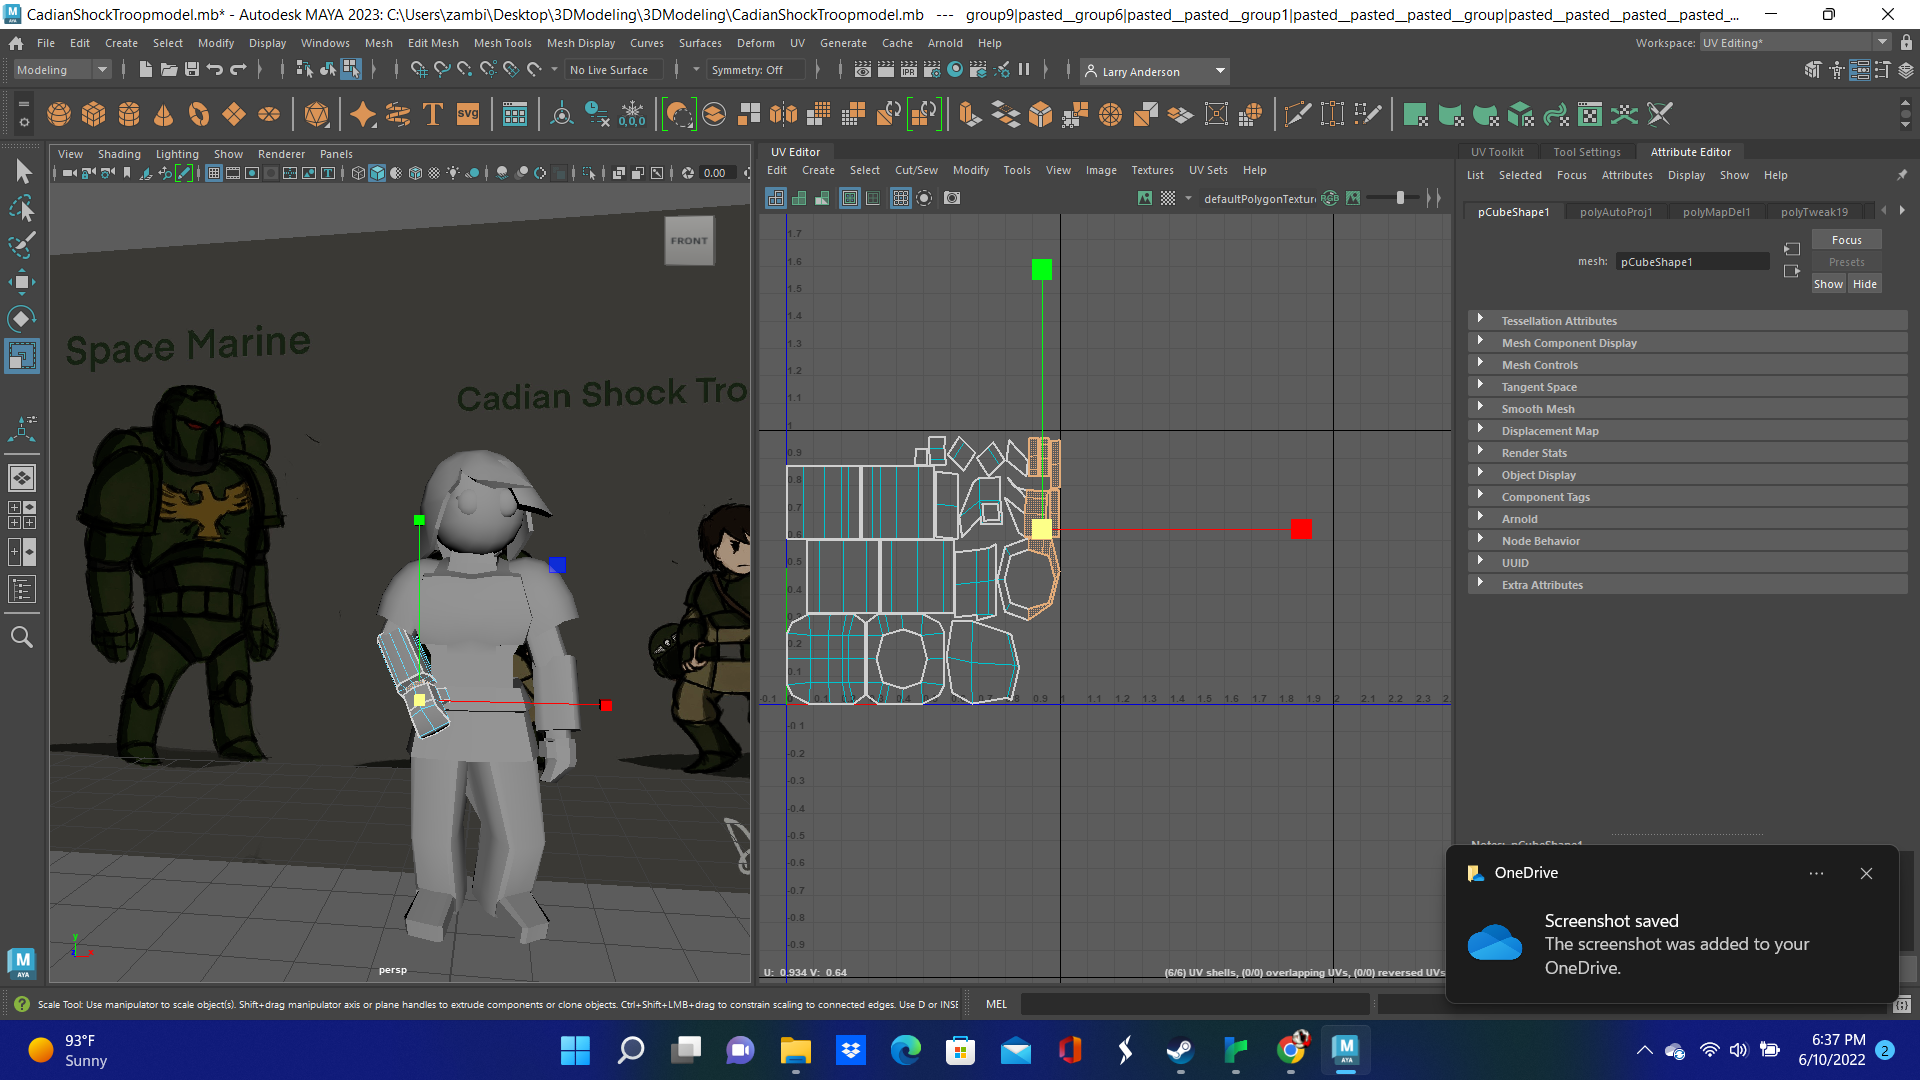 CadianShockTroopmodel.mb* - Autodesk MAYA 2023: C:\Users\zambi\Desktop\3DModeling\3DModeling\CadianShockTroopmodel.mb   ---   group9|pasted__group6|pasted__pasted__group1|pasted__pasted__pasted__group|pasted__pasted__pasted__pasted_...
File Edit Create Select Modify Display Windows Mesh Edit Mesh Mesh Tools Mesh Display Curves Surfaces Deform UV Generate Cache Arnold Help
Workspace: UV Editing*
Modeling
No Live Surface
Symmetry: Off
Larry Anderson
View Shading Lighting Show Renderer Panels
0.00
FRONT
Space Marine
Cadian Shock Tro
persp
UV Editor
Edit Create Select Cut/Sew Modify Tools View Image Textures UV Sets Help
defaultPolygonTextur
1.7
1.6
1.5
1.4
1.3
1.2
1.1
1
0.9
0.8
0.7
0.6
0.5
0.4
0.3
0.2
0.1
-0.1 0.1 0.7 0.9 1 1.1 1.2 1.3 1.4 1.5 1.6 1.7 1.8 1.9 2 2.1 2.2 2.3 2.
-0.1
-0.2
-0.3
-0.4
-0.5
-0.6
-0.7
-0.8
-0.9
U: 0.934 V: 0.64
(6/6) UV shells, (0/0) overlapping UVs, (0/0) reversed UVs
UV Toolkit Tool Settings Attribute Editor
List Selected Focus Attributes Display Show Help
pCubeShape1 polyAutoProj1 polyMapDel1 polyTweak19
mesh: pCubeShape1
Focus
Presets
Show Hide
Tessellation Attributes
Mesh Component Display
Mesh Controls
Tangent Space
Smooth Mesh
Displacement Map
Render Stats
Object Display
Component Tags
Arnold
Node Behavior
UUID
Extra Attributes
Notes: pCubeShape1
OneDrive
Screenshot saved
The screenshot was added to your
OneDrive.
Scale Tool: Use manipulator to scale object(s). Shift+drag manipulator axis or plane handles to extrude components or clone objects. Ctrl+Shift+LMB+drag to constrain scaling to connected edges. Use D or INSE
MEL
93°F
Sunny
6:37 PM
6/10/2022
2